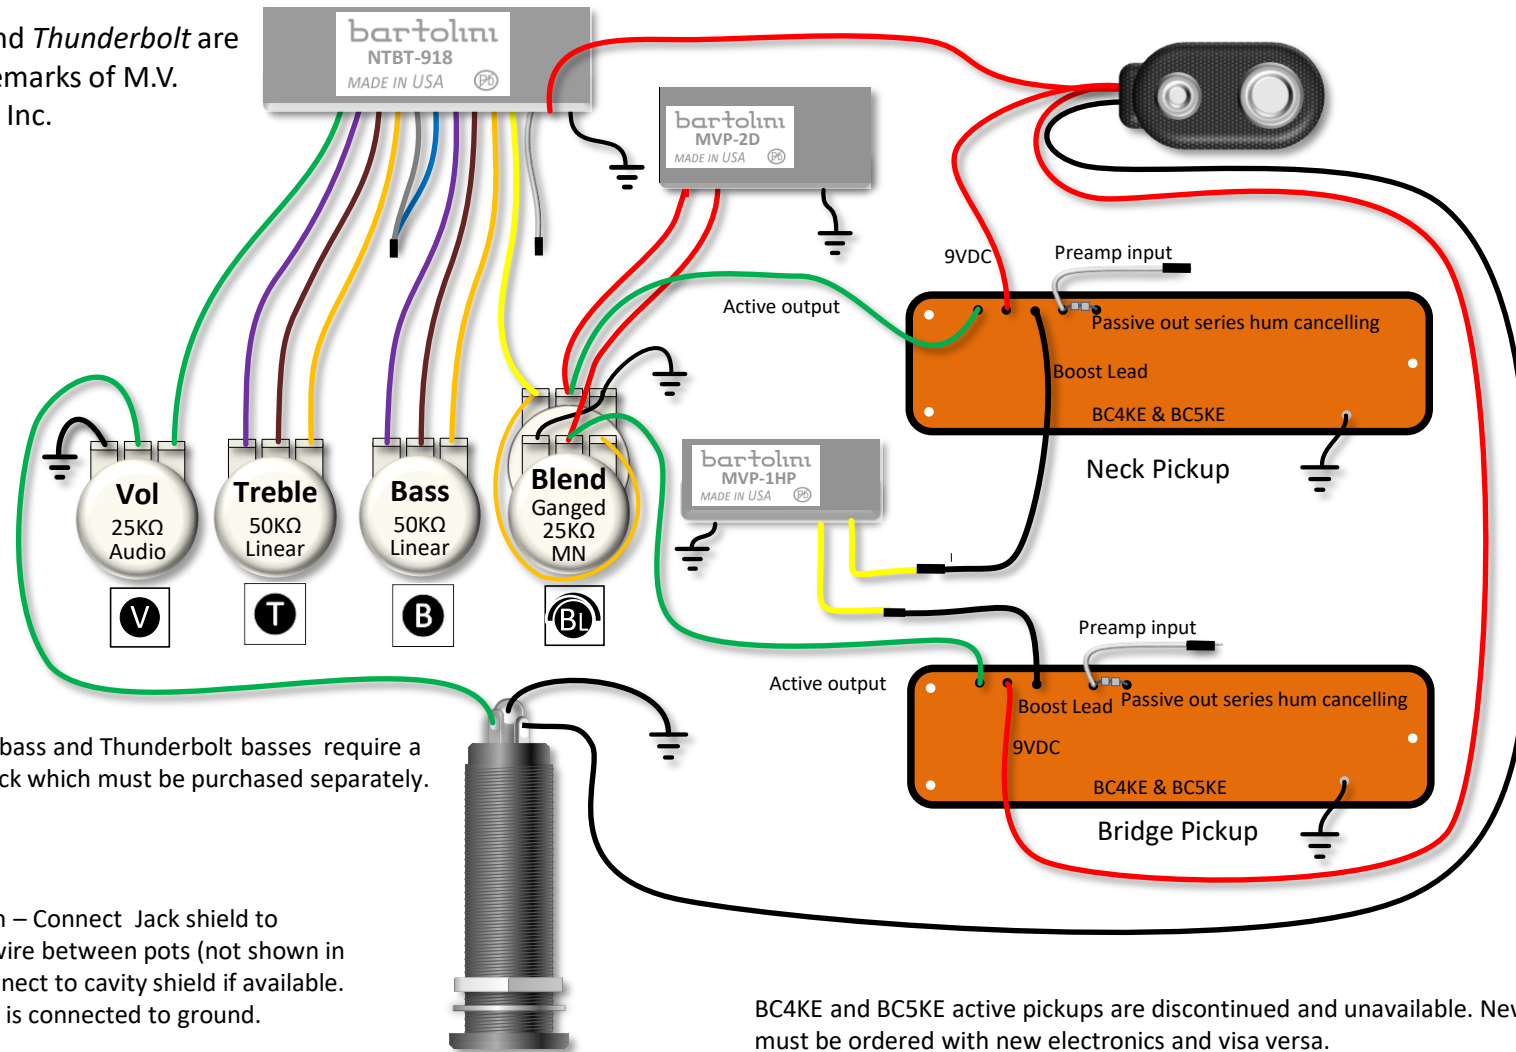 nd Thunderbolt are
emarks of M.V.
Inc.
bartolini
NTBT-918
MADE IN USA Pb
bartolini
MVP-2D
MADE IN USA Pb
9VDC
Preamp input
Active output
Passive out series hum cancelling
Boost Lead
BC4KE & BC5KE
Neck Pickup
bartolini
MVP-1HP
MADE IN USA Pb
Vol
25KΩ
Audio
Treble
50KΩ
Linear
Bass
50KΩ
Linear
Blend
Ganged
25KΩ
MN
V
T
B
BL
Preamp input
Active output
Boost Lead
Passive out series hum cancelling
9VDC
BC4KE & BC5KE
Bridge Pickup
bass and Thunderbolt basses require a
ck which must be purchased separately.
n – Connect Jack shield to
wire between pots (not shown in
nect to cavity shield if available.
is connected to ground.
BC4KE and BC5KE active pickups are discontinued and unavailable. New
must be ordered with new electronics and visa versa.